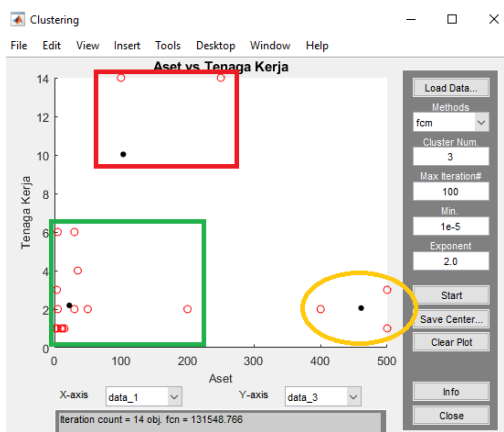 Clustering
File Edit View Insert Tools Desktop Window Help
Aset vs Tenaga Kerja
14
12
10
8
6
4
2
0
Tenaga Kerja
0 100 200 300 400 500
Aset
X-axis data_1 Y-axis data_3
Iteration count = 14 obj. fcn = 131548.766
Load Data...
Methods
fcm
Cluster Num.
3
Max Iteration#
100
Min.
1e-5
Exponent
2.0
Start
Save Center...
Clear Plot
Info
Close